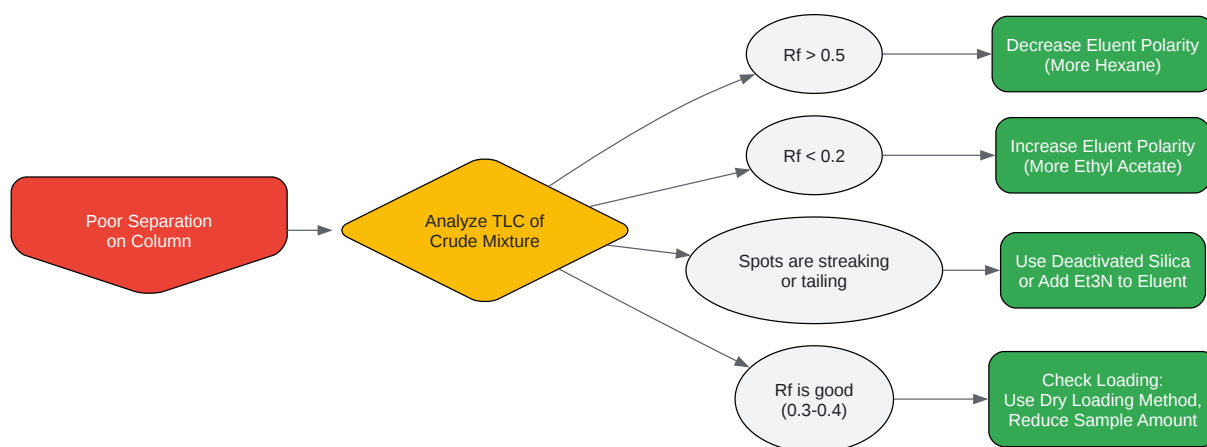 Poor Separation
on Column
Analyze TLC of
Crude Mixture
Rf > 0.5
Decrease Eluent Polarity
(More Hexane)
Rf < 0.2
Increase Eluent Polarity
(More Ethyl Acetate)
Spots are streaking
or tailing
Use Deactivated Silica
or Add Et3N to Eluent
Rf is good
(0.3-0.4)
Check Loading:
Use Dry Loading Method,
Reduce Sample Amount